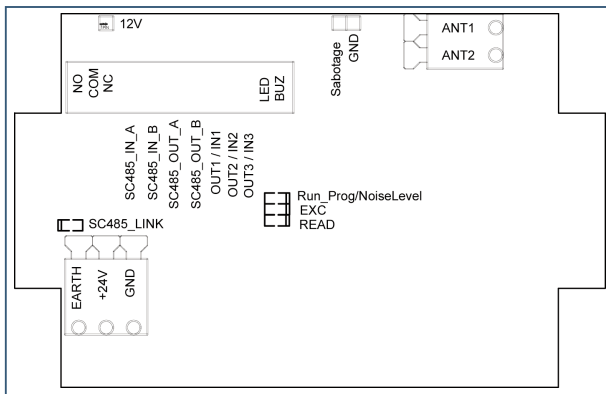 12V
Sabotage
GND
ANT1
ANT2
NO
COM
NC
LED
BUZ
SC485_IN_A
SC485_IN_B
SC485_OUT_A
SC485_OUT_B
OUT1 / IN1
OUT2 / IN2
OUT3 / IN3
Run_Prog/NoiseLevel
EXC
READ
SC485_LINK
EARTH
+24V
GND